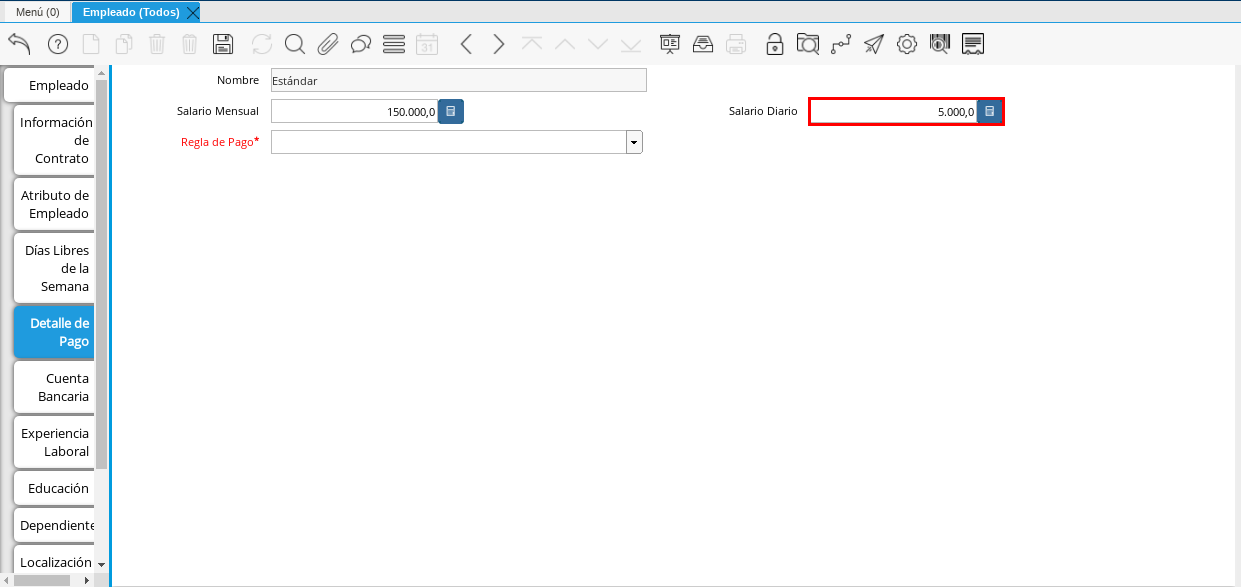 Menú (0)
Empleado (Todos)
31
Empleado
Información
de
Contrato
Atributo de
Empleado
Días Libres
de la
Semana
Detalle de
Pago
Cuenta
Bancaria
Experiencia
Laboral
Educación
Dependiente
Localización
Nombre
Estándar
Salario Mensual
150.000,0
Salario Diario
5.000,0
Regla de Pago*